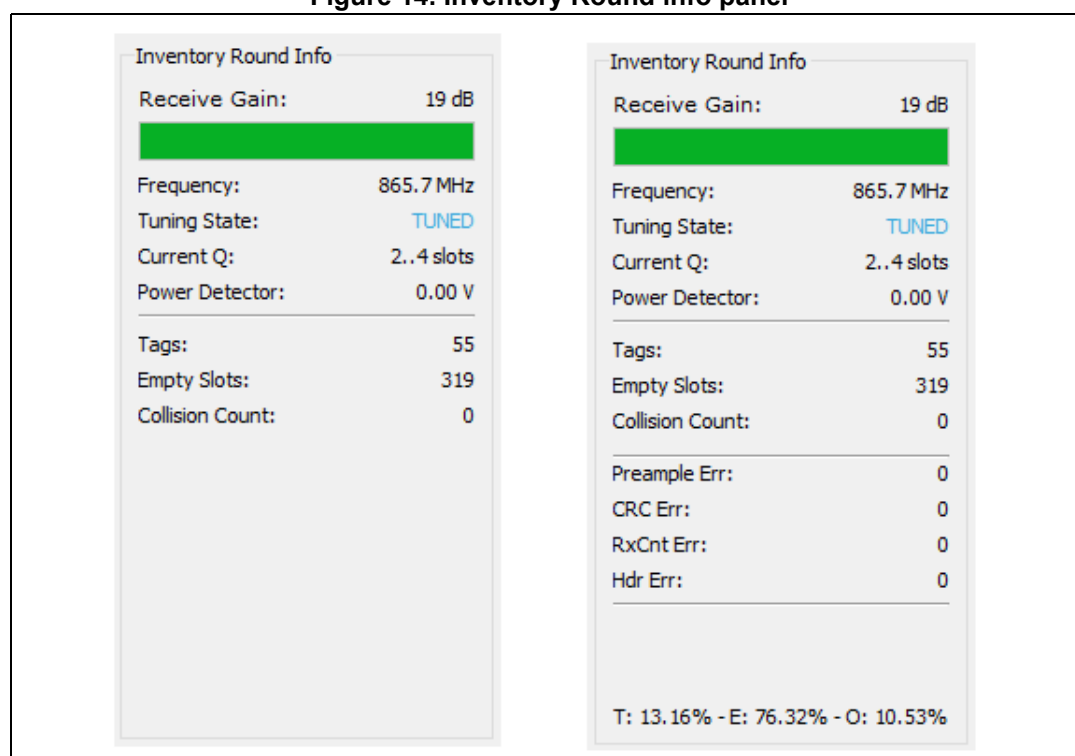 Figure 14. Inventory Round Info panel
Inventory Round Info
Receive Gain: 19 dB
Frequency: 865.7 MHz
Tuning State: TUNED
Current Q: 2..4 slots
Power Detector: 0.00 V
Tags: 55
Empty Slots: 319
Collision Count: 0
Inventory Round Info
Receive Gain: 19 dB
Frequency: 865.7 MHz
Tuning State: TUNED
Current Q: 2..4 slots
Power Detector: 0.00 V
Tags: 55
Empty Slots: 319
Collision Count: 0
Preample Err: 0
CRC Err: 0
RxCnt Err: 0
Hdr Err: 0
T: 13.16% - E: 76.32% - O: 10.53%